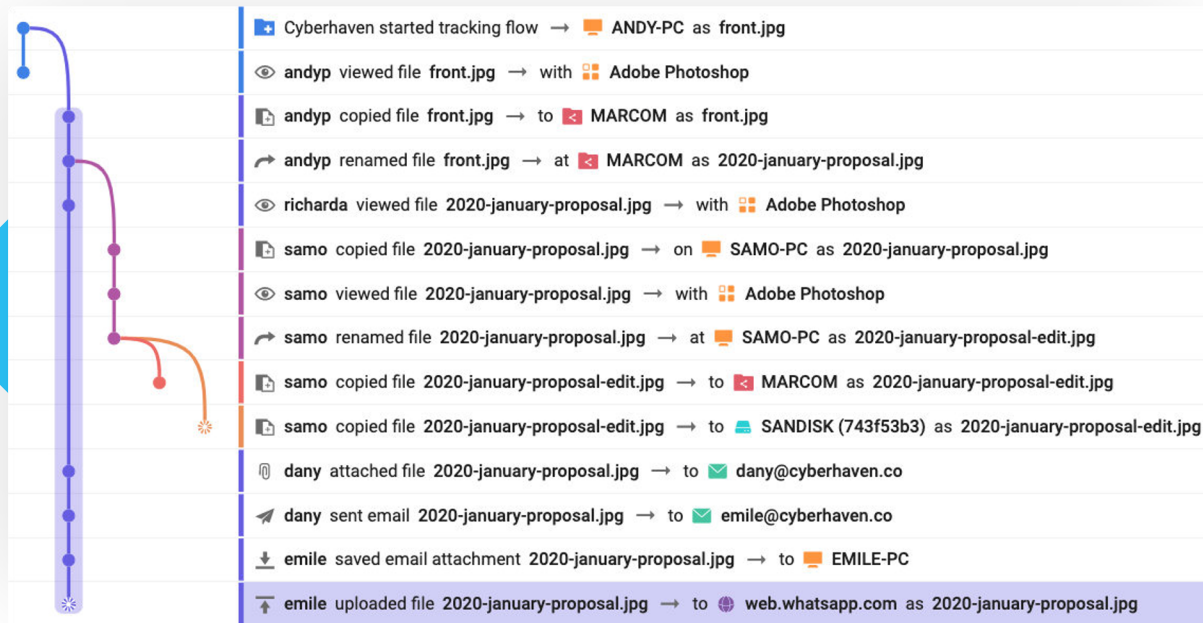 Cyberhaven started tracking flow → ANDY-PC as front.jpg
andyp viewed file front.jpg → with Adobe Photoshop
andyp copied file front.jpg → to MARCOM as front.jpg
andyp renamed file front.jpg → at MARCOM as 2020-january-proposal.jpg
richarda viewed file 2020-january-proposal.jpg → with Adobe Photoshop
samo copied file 2020-january-proposal.jpg → on SAMO-PC as 2020-january-proposal.jpg
samo viewed file 2020-january-proposal.jpg → with Adobe Photoshop
samo renamed file 2020-january-proposal.jpg → at SAMO-PC as 2020-january-proposal-edit.jpg
samo copied file 2020-january-proposal-edit.jpg → to MARCOM as 2020-january-proposal-edit.jpg
samo copied file 2020-january-proposal-edit.jpg → to SANDISK (743f53b3) as 2020-january-proposal-edit.jpg
dany attached file 2020-january-proposal.jpg → to dany@cyberhaven.co
dany sent email 2020-january-proposal.jpg → to emile@cyberhaven.co
emile saved email attachment 2020-january-proposal.jpg → to EMILE-PC
emile uploaded file 2020-january-proposal.jpg → to web.whatsapp.com as 2020-january-proposal.jpg